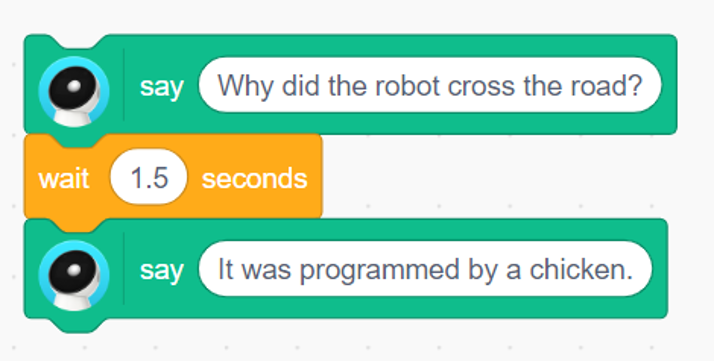 say Why did the robot cross the road?
wait 1.5 seconds
say It was programmed by a chicken.